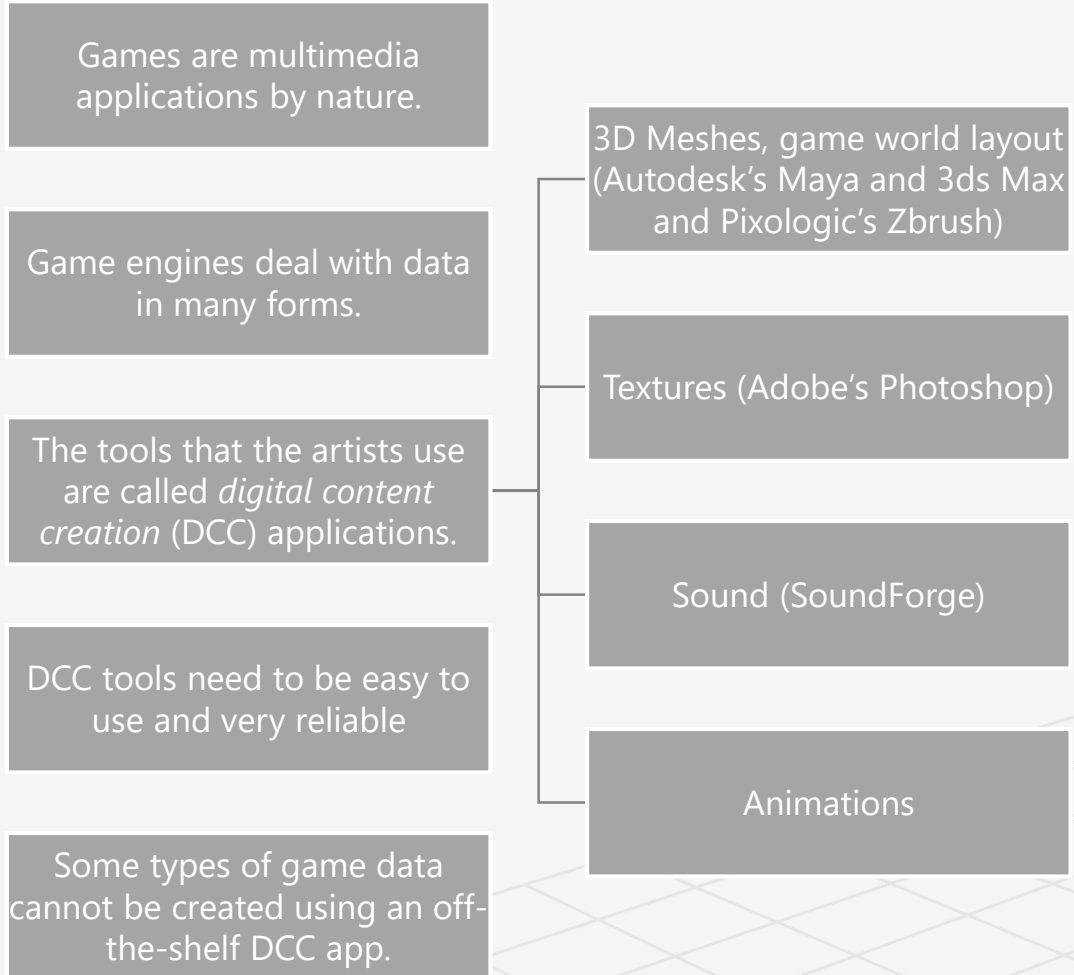 Games are multimedia
applications by nature.
Game engines deal with data
in many forms.
The tools that the artists use
are called digital content
creation (DCC) applications.
DCC tools need to be easy to
use and very reliable
Some types of game data
cannot be created using an off-
the-shelf DCC app.
3D Meshes, game world layout
(Autodesk’s Maya and 3ds Max
and Pixologic’s Zbrush)
Textures (Adobe’s Photoshop)
Sound (SoundForge)
Animations